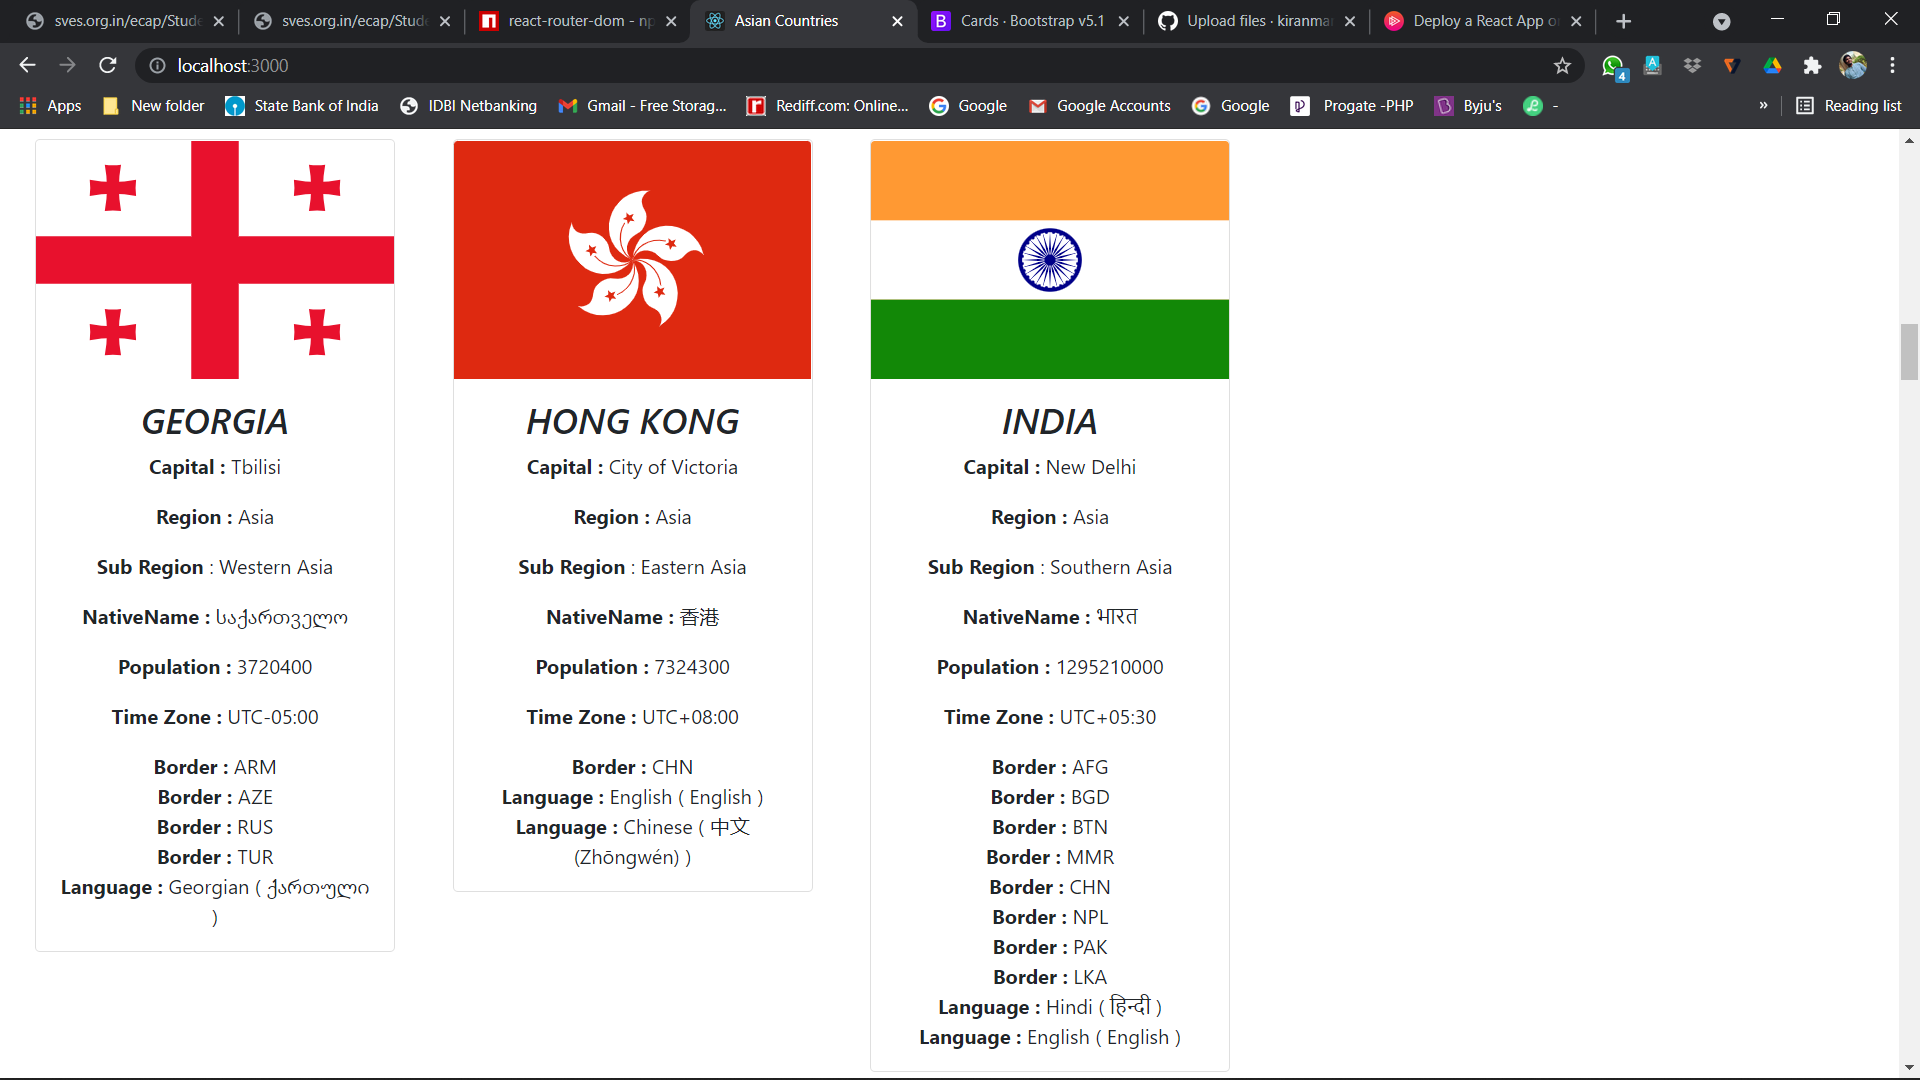 sves.org.in/ecap/Stude
sves.org.in/ecap/Stude
react-router-dom - np
Asian Countries
Cards · Bootstrap v5.1
Upload files · kiranmai
Deploy a React App o
localhost:3000
4
Apps
New folder
State Bank of India
IDBI Netbanking
Gmail - Free Storag...
Rediff.com: Online...
Google
Google Accounts
Google
Progate -PHP
Byju's
-
»
Reading list
GEORGIA
Capital : Tbilisi
Region : Asia
Sub Region : Western Asia
NativeName : საქართველო
Population : 3720400
Time Zone : UTC-05:00
Border : ARM
Border : AZE
Border : RUS
Border : TUR
Language : Georgian ( ქართული
)
HONG KONG
Capital : City of Victoria
Region : Asia
Sub Region : Eastern Asia
NativeName : 香港
Population : 7324300
Time Zone : UTC+08:00
Border : CHN
Language : English ( English )
Language : Chinese ( 中文
(Zhōngwén) )
INDIA
Capital : New Delhi
Region : Asia
Sub Region : Southern Asia
NativeName : भारत
Population : 1295210000
Time Zone : UTC+05:30
Border : AFG
Border : BGD
Border : BTN
Border : MMR
Border : CHN
Border : NPL
Border : PAK
Border : LKA
Language : Hindi ( हिन्दी )
Language : English ( English )